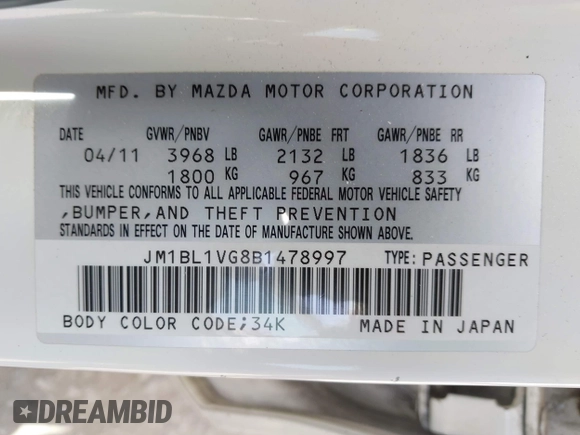 MFD. BY MAZDA MOTOR CORPORATION
DATE GVWR/PNBV GAWR/PNBE FRT GAWR/PNBE RR
04/11 3968 LB 2132 LB 1836 LB
1800 KG 967 KG 833 KG
THIS VEHICLE CONFORMS TO ALL APPLICABLE FEDERAL MOTOR VEHICLE SAFETY
,BUMPER,AND THEFT PREVENTION
STANDARDS IN EFFECT ON THE DATE OF MANUFACTURE SHOWN ABOVE.
JM1BL1VG8B1478997 TYPE:PASSENGER
BODY COLOR CODE;34K MADE IN JAPAN
DREAMBID